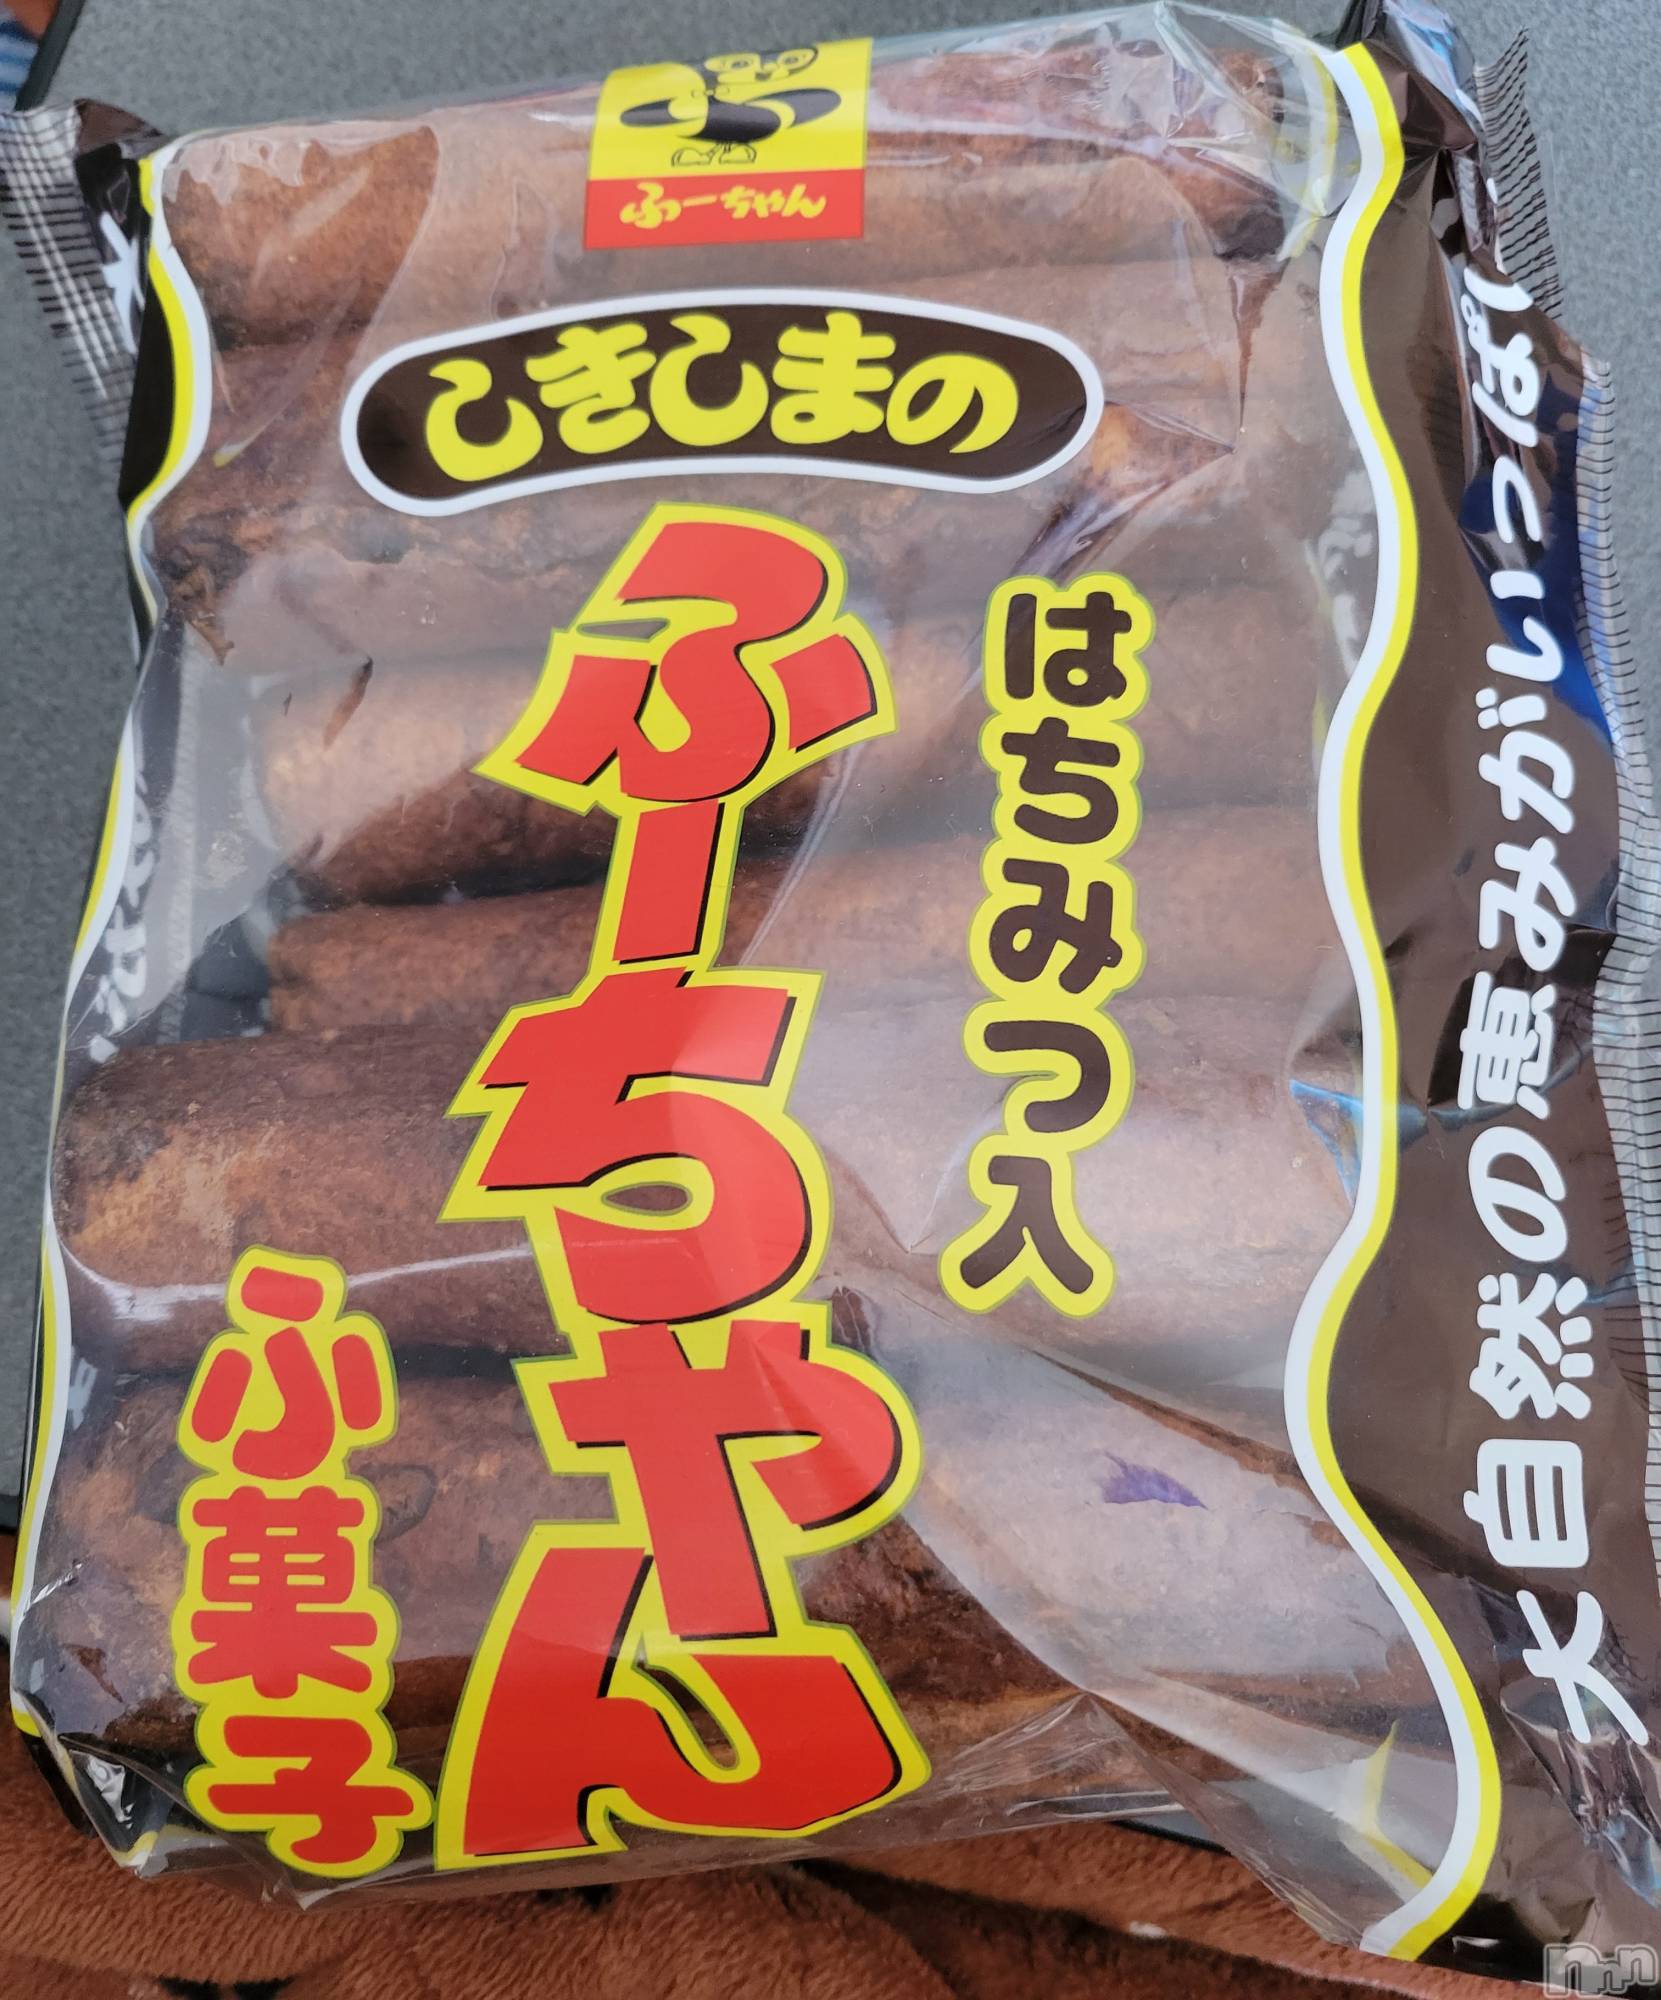 ふーちゃん
しきしまの
はちみつ入
ふーちゃん
ふ菓子
大自然の恵みがいっぱい